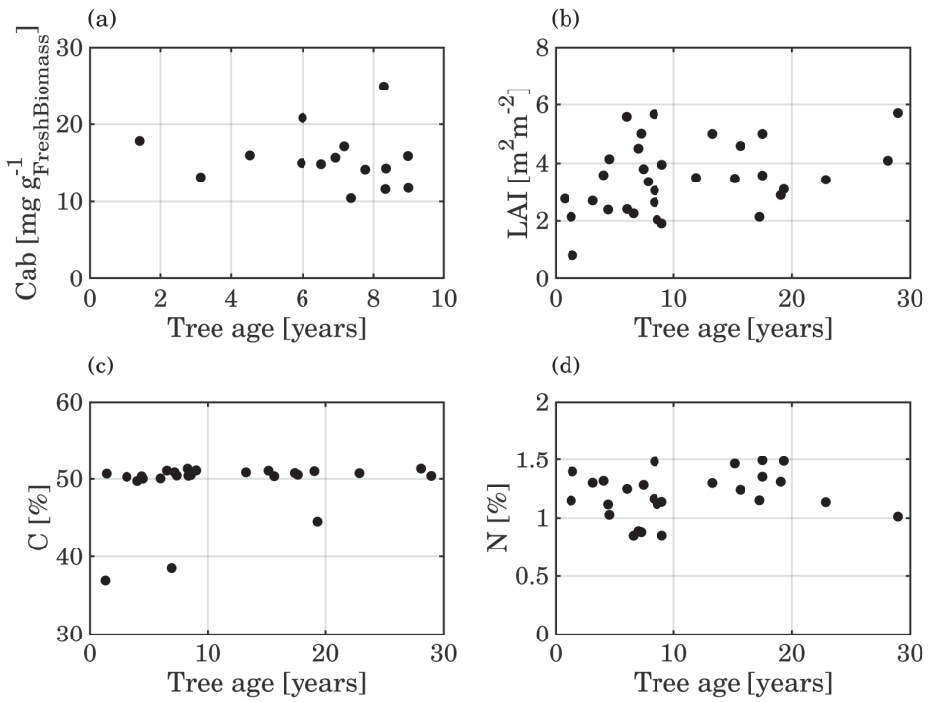 (a)
Cab [mg g-1FreshBiomass]
30
20
10
0
0 2 4 6 8 10
Tree age [years]
(b)
LAI [m2m-2]
8
6
4
2
0
0 10 20 30
Tree age [years]
(c)
C [%]
60
50
40
30
0 10 20 30
Tree age [years]
(d)
N [%]
2
1.5
1
0.5
0
0 10 20 30
Tree age [years]